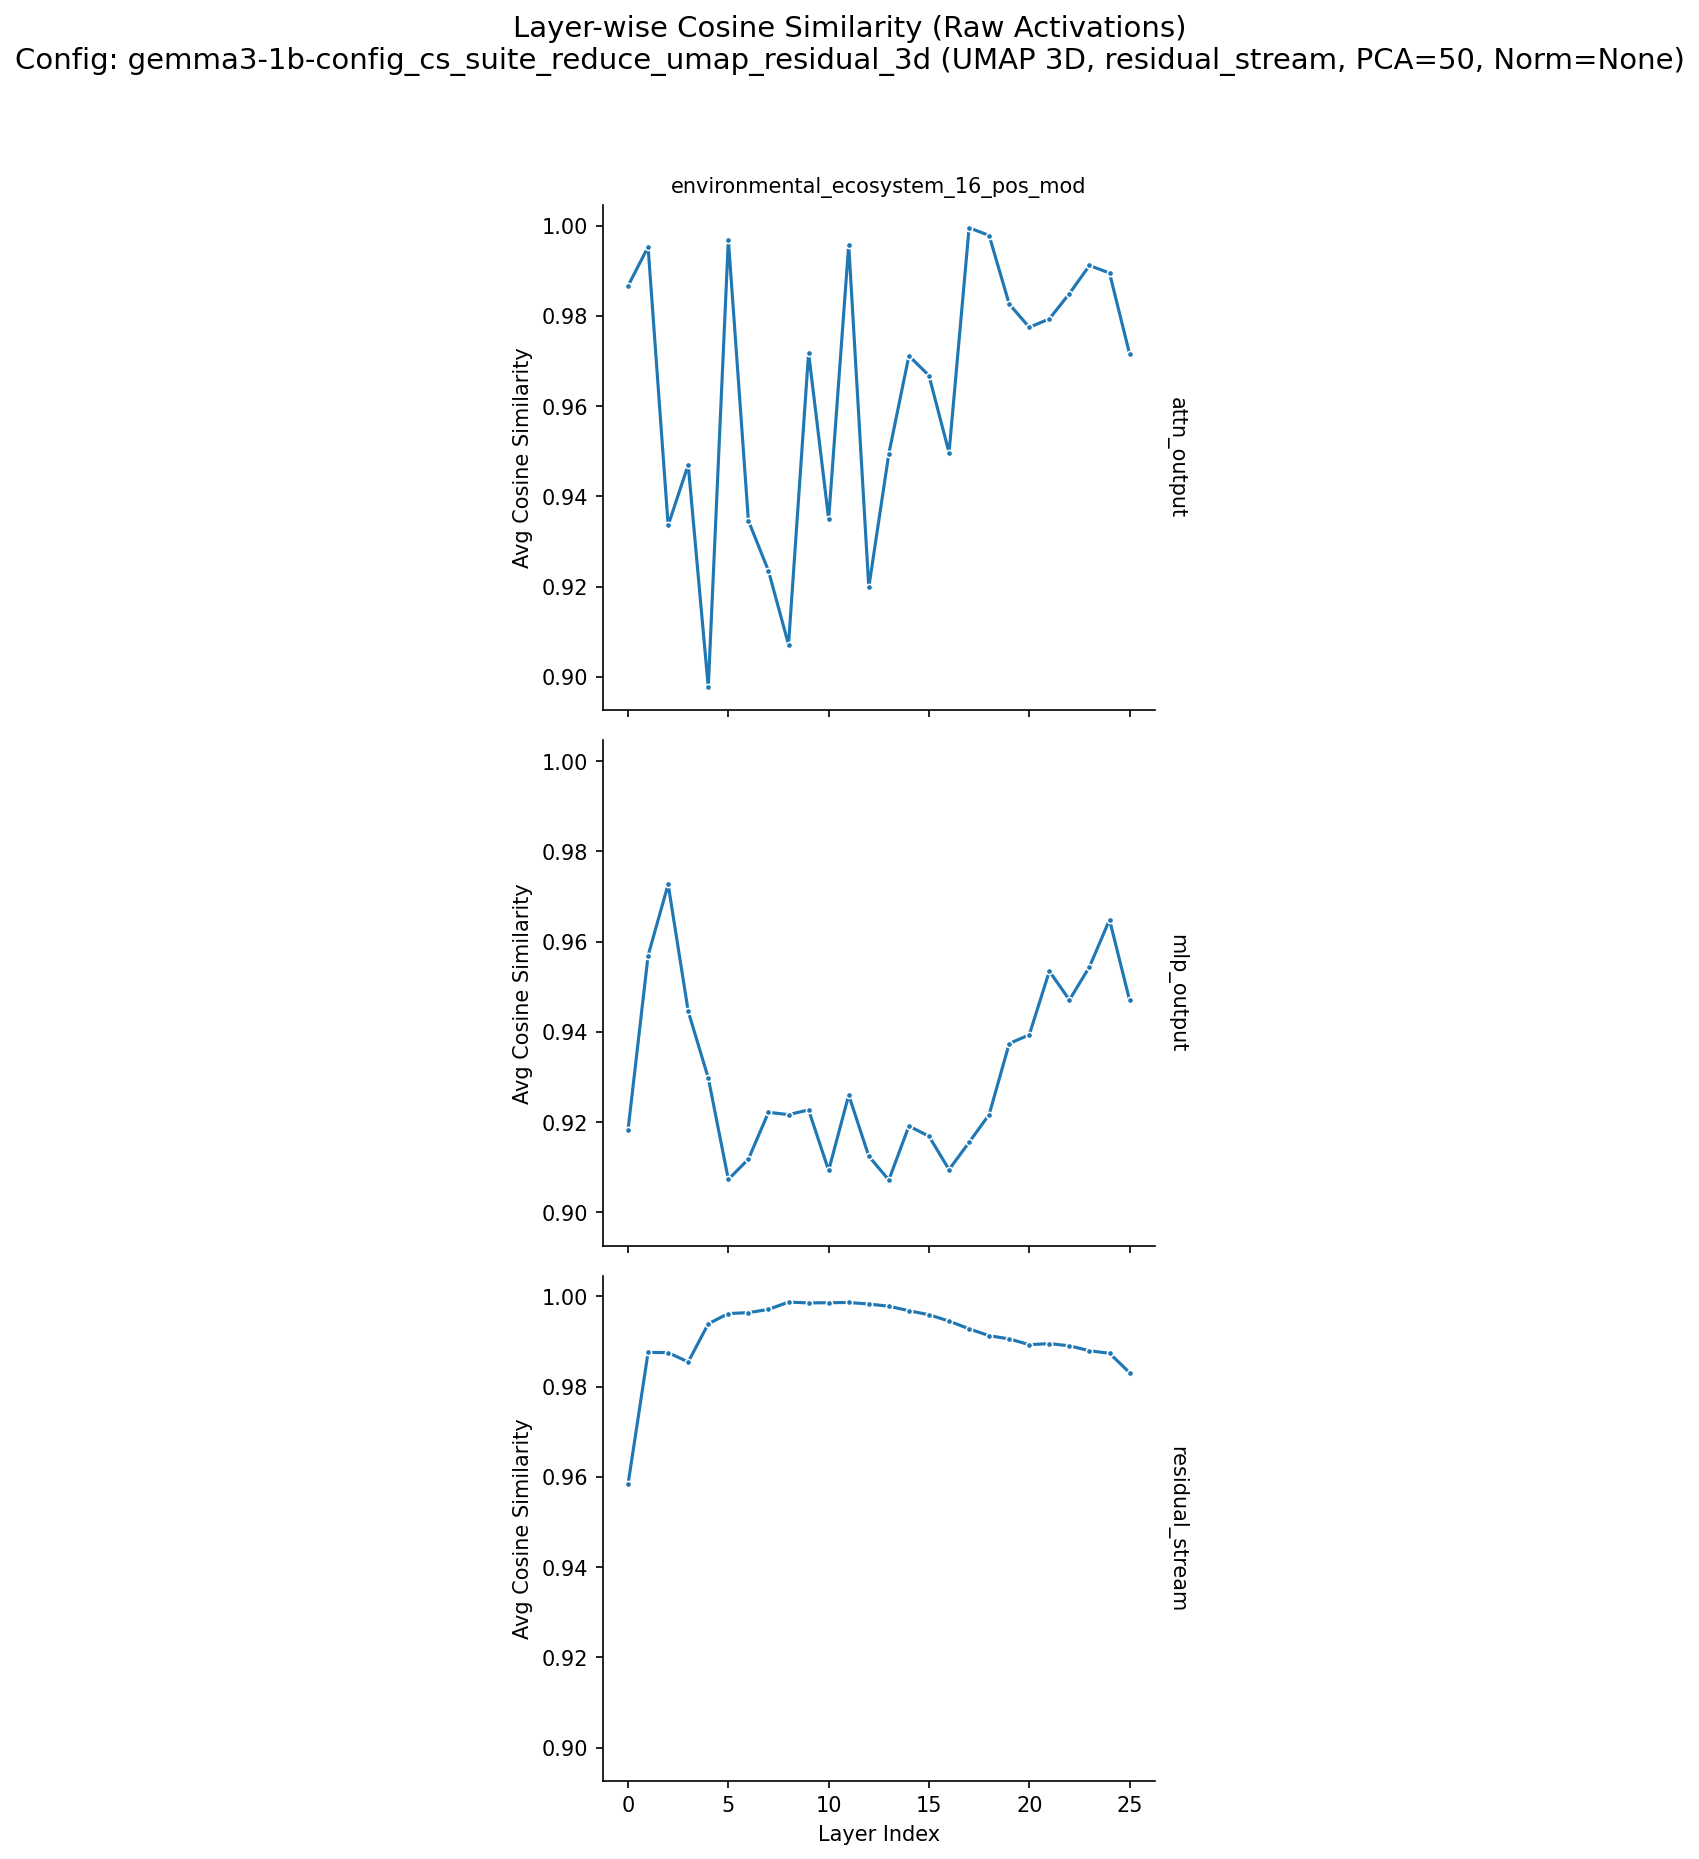 Layer-wise Cosine Similarity (Raw Activations)
Config: gemma3-1b-config_cs_suite_reduce_umap_residual_3d (UMAP 3D, residual_stream, PCA=50, Norm=None)
environmental_ecosystem_16_pos_mod
1.00
0.98
0.96
0.94
0.92
0.90
Avg Cosine Similarity
attn_output
1.00
0.98
0.96
0.94
0.92
0.90
Avg Cosine Similarity
mlp_output
1.00
0.98
0.96
0.94
0.92
0.90
Avg Cosine Similarity
residual_stream
0 5 10 15 20 25
Layer Index